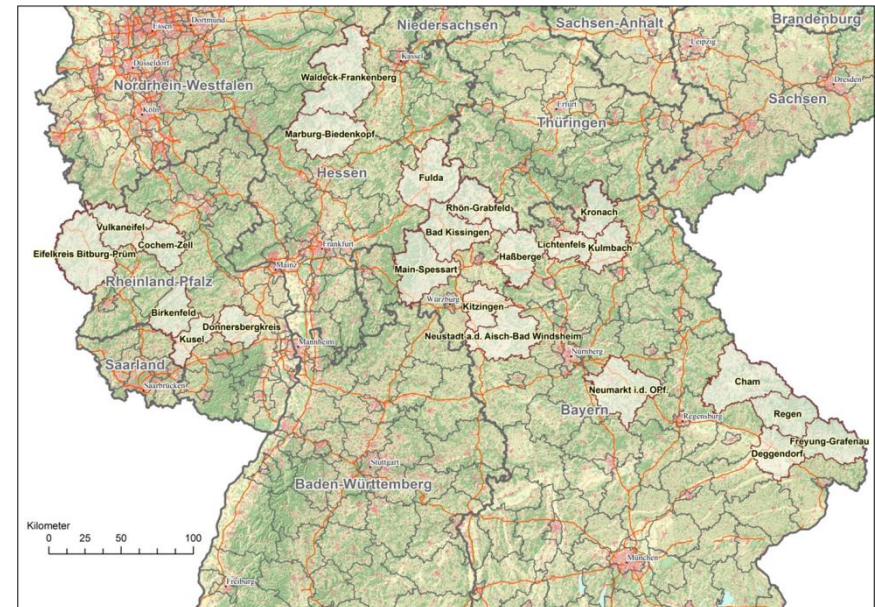 Niedersachsen
Sachsen-Anhalt
Brandenburg
Essen
Dortmund
Kassel
Leipzig
Düsseldorf
Waldeck-Frankenberg
Nordrhein-Westfalen
Dresden
Sachsen
Köln
Erfurt
Thüringen
Marburg-Biedenkopf
Hessen
Fulda
Rhön-Grabfeld
Kronach
Vulkaneifel
Bad Kissingen
Cochem-Zell
Frankfurt
Lichtenfels
Kulmbach
Eifelkreis Bitburg-Prüm
Haßberge
Mainz
Main-Spessart
Rheinland-Pfalz
Würzburg
Kitzingen
Birkenfeld
Donnersbergkreis
Kusel
Neustadt a.d. Aisch-Bad Windsheim
Mannheim
Nürnberg
Saarland
Saarbrücken
Cham
Neumarkt i.d. OPf.
Bayern
Regen
Regensburg
Freyung-Grafenau
Deggendorf
Stuttgart
Baden-Württemberg
Kilometer
0 25 50 100
München
Freiburg